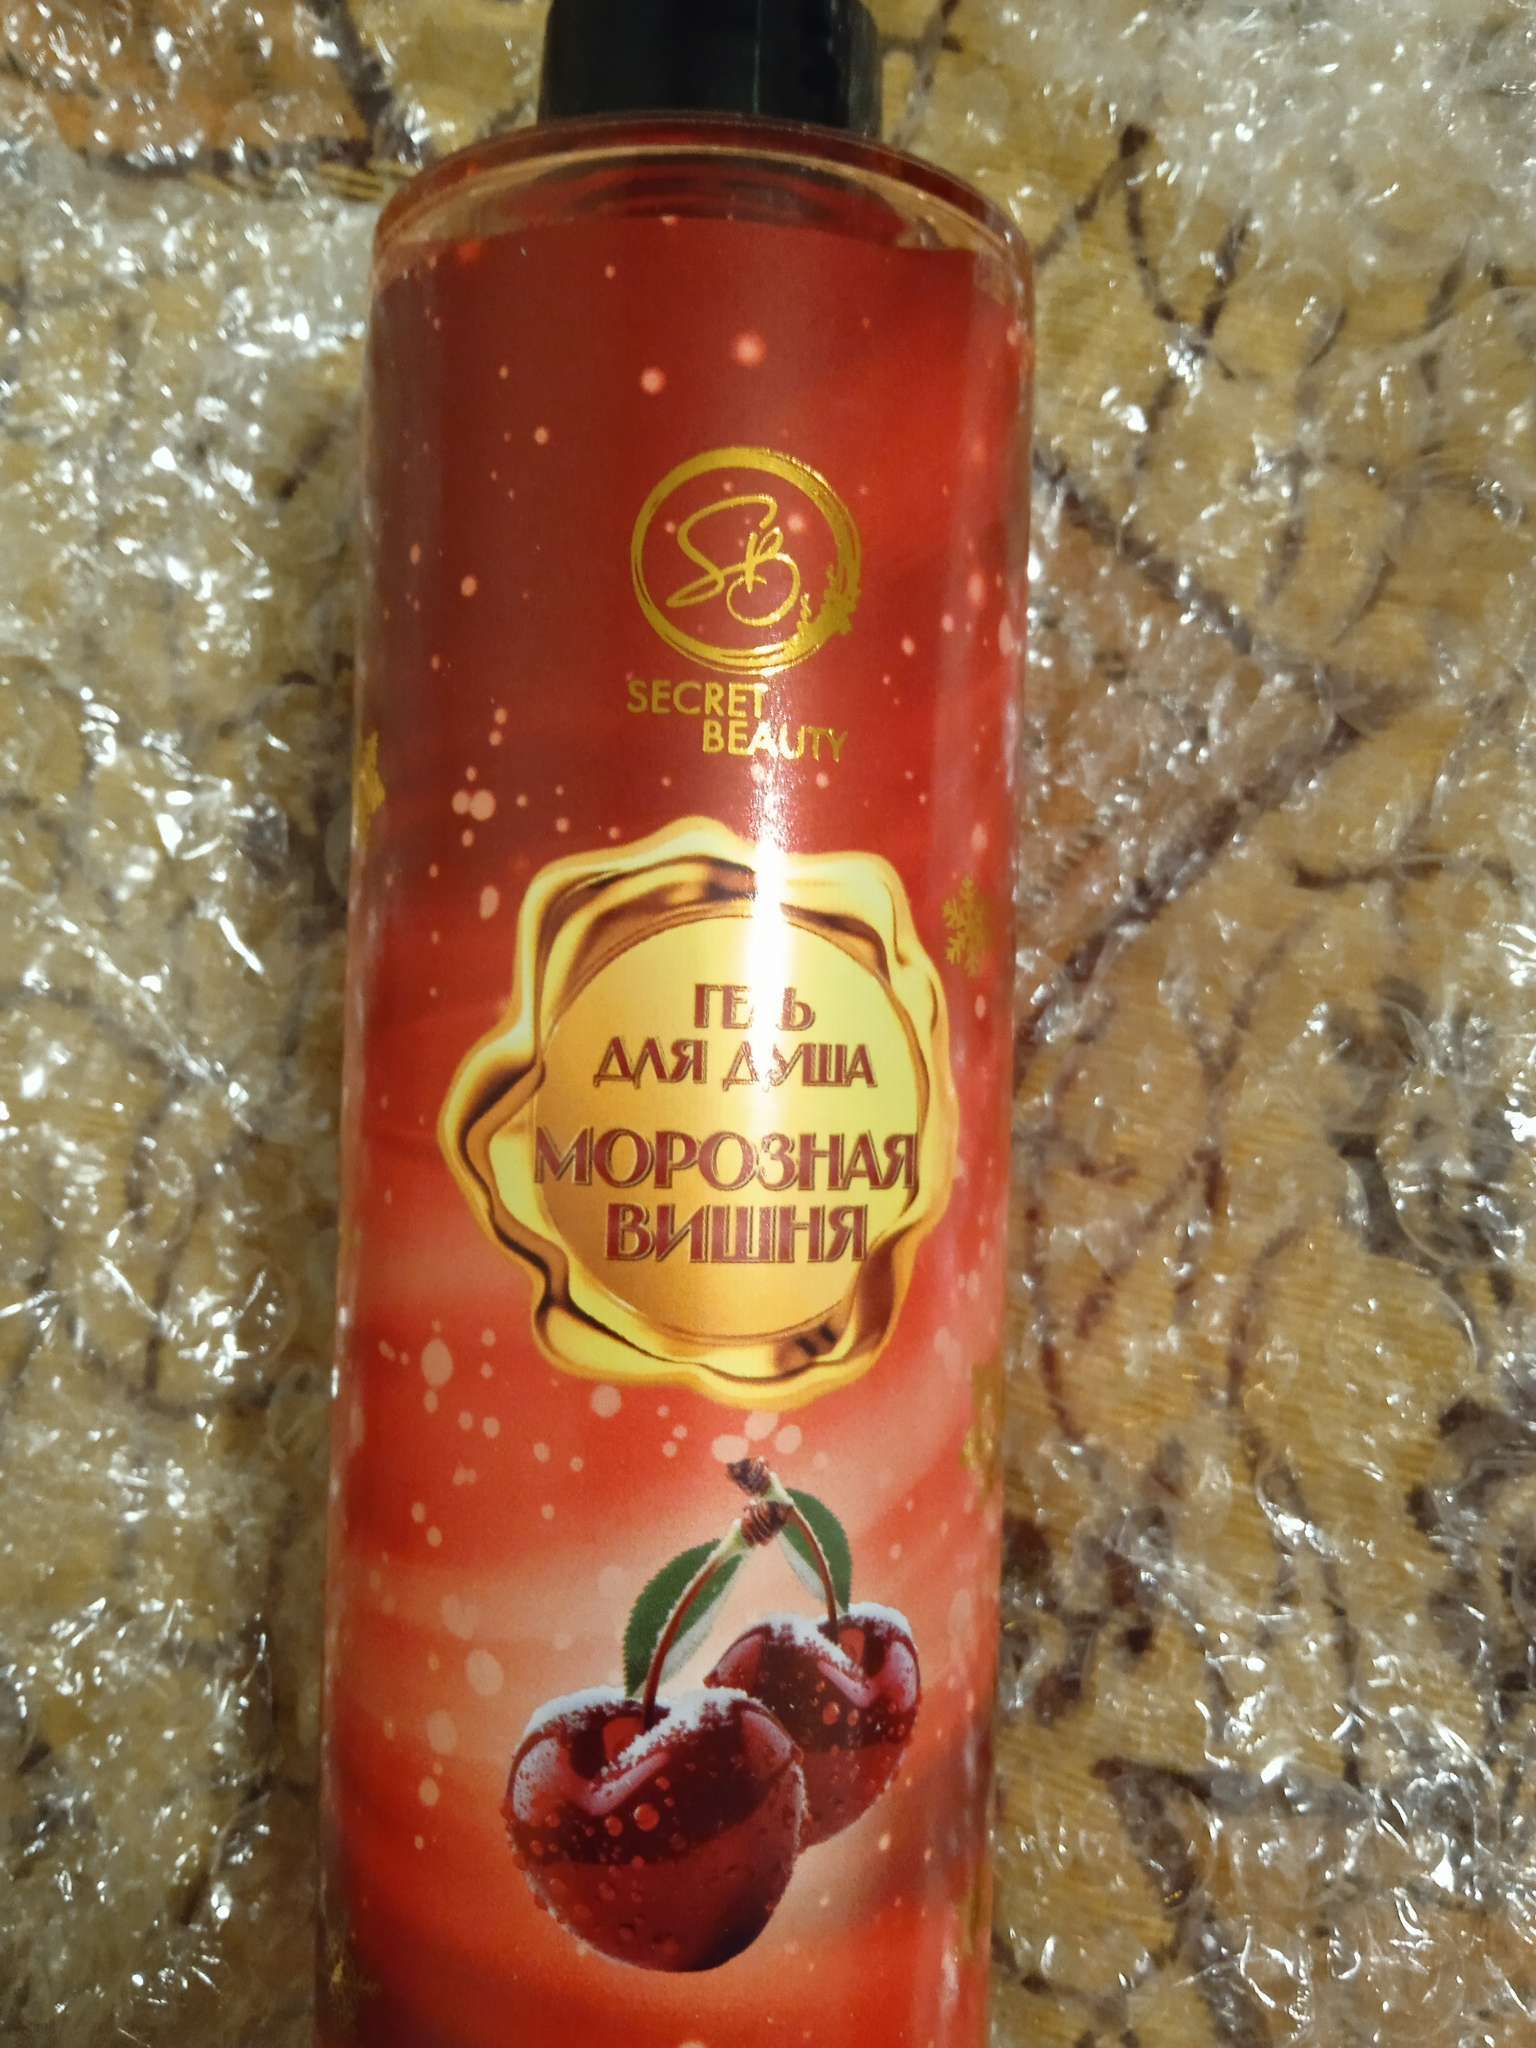 SB
SECRET
BEAUTY
ГЕЛЬ
ДЛЯ ДУША
МОРОЗНАЯ
ВИШНЯ